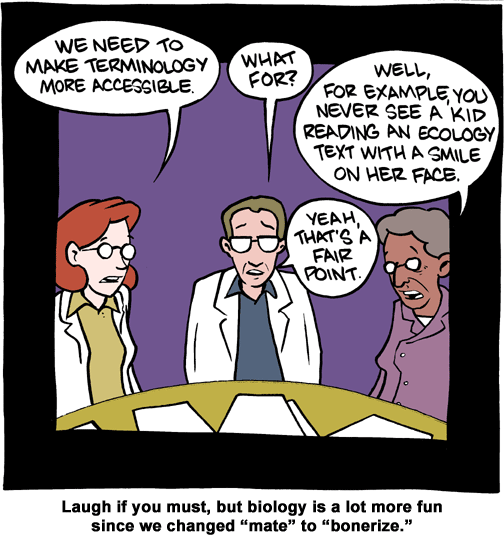 WE NEED TO
MAKE TERMINOLOGY
MORE ACCESSIBLE.
WHAT
FOR?
WELL,
FOR EXAMPLE, YOU
NEVER SEE A KID
READING AN ECOLOGY
TEXT WITH A SMILE
ON HER FACE.
YEAH,
THAT'S A
FAIR
POINT.
Laugh if you must, but biology is a lot more fun
since we changed “mate” to “bonerize.”